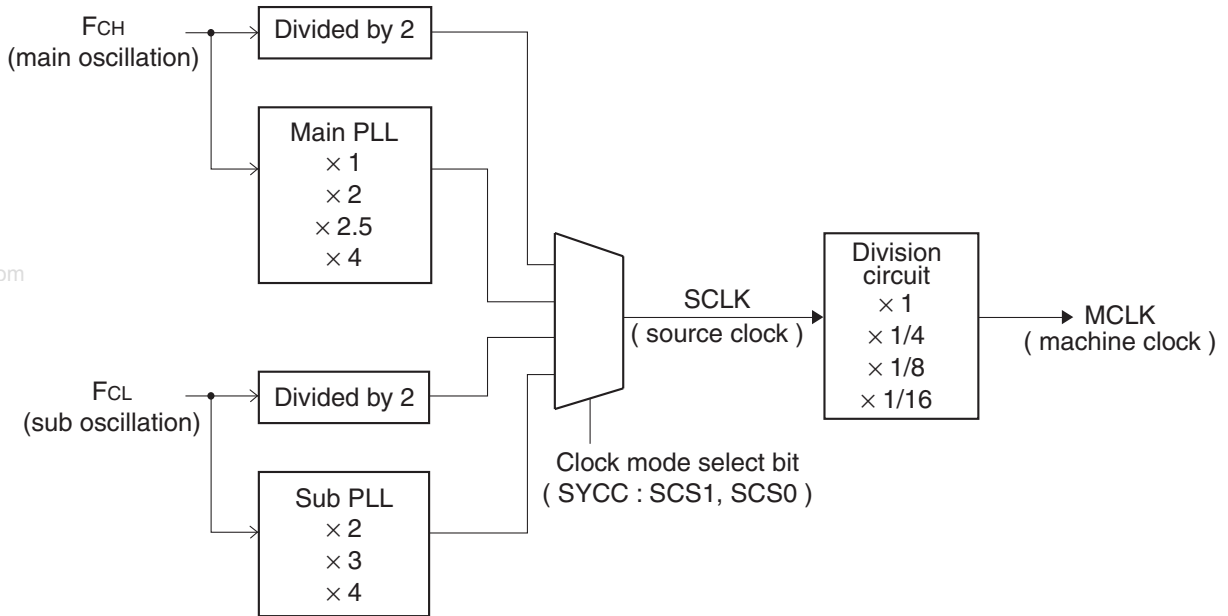 FCH
(main oscillation)
Divided by 2
Main PLL
× 1
× 2
× 2.5
× 4
om
FCL
(sub oscillation)
Divided by 2
Sub PLL
× 2
× 3
× 4
Clock mode select bit
( SYCC : SCS1, SCS0 )
SCLK
( source clock )
Division
circuit
× 1
× 1/4
× 1/8
× 1/16
MCLK
( machine clock )